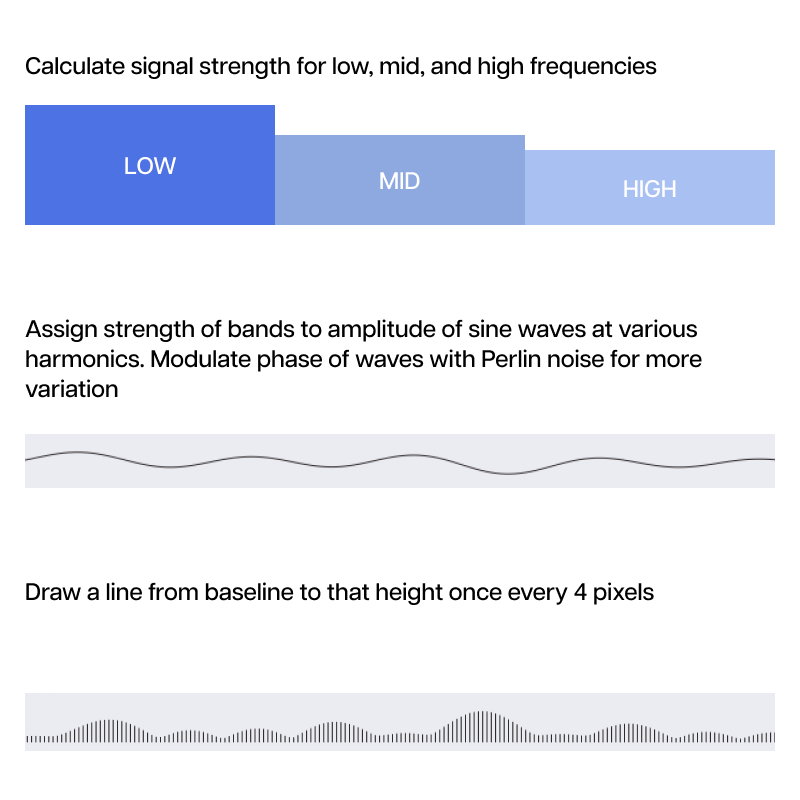 Calculate signal strength for low, mid, and high frequencies
LOW
MID
HIGH
Assign strength of bands to amplitude of sine waves at various
harmonics. Modulate phase of waves with Perlin noise for more
variation
Draw a line from baseline to that height once every 4 pixels